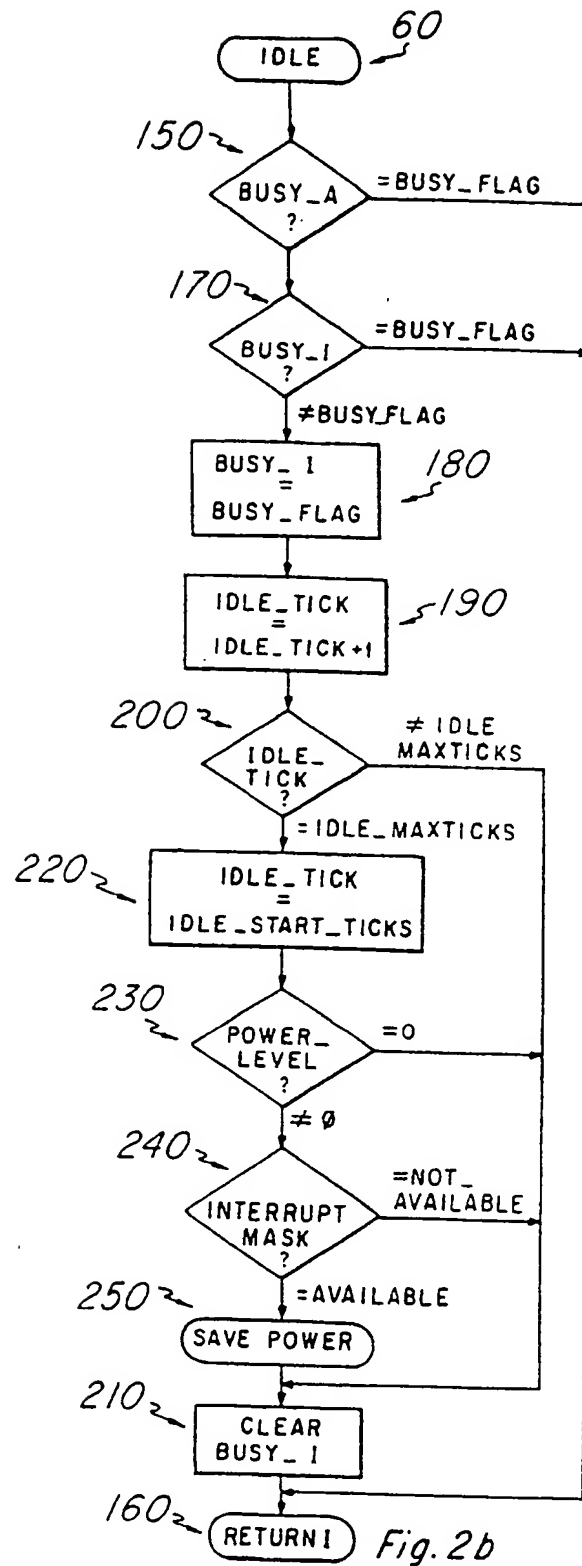 60
IDLE
150
BUSY_A
?
=BUSY_FLAG
170
BUSY_I
?
=BUSY_FLAG
≠BUSY_FLAG
BUSY_ I
=
BUSY_FLAG
180
IDLE_TICK
=
IDLE_TICK+1
190
200
IDLE_
TICK
?
≠ IDLE
MAXTICKS
=IDLE_MAXTICKS
220
IDLE_TICK
=
IDLE_START_TICKS
230
POWER_
LEVEL
?
=0
≠ ø
240
INTERRUPT
MASK
?
=NOT_
AVAILABLE
=AVAILABLE
250
SAVE POWER
210
CLEAR
BUSY_ I
160
RETURN I
Fig. 2b